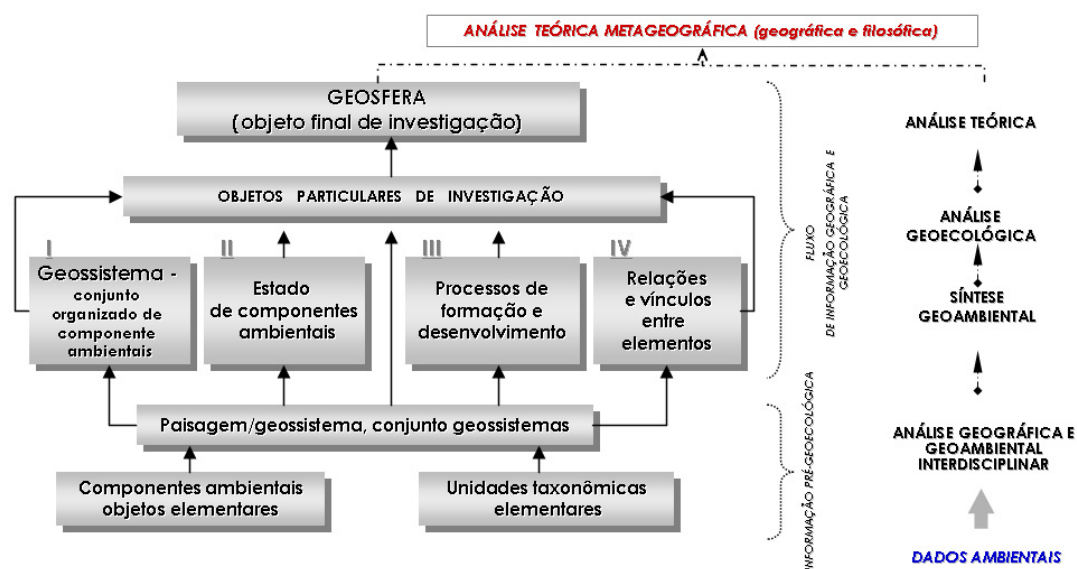 ANÁLISE TEÓRICA METAGEOGRÁFICA (geográfica e filosófica)
GEOSFERA
(objeto final de investigação)
OBJETOS PARTICULARES DE INVESTIGAÇÃO
I
Geossistema -
conjunto
organizado de
componente
ambientais
II
Estado
de componentes
ambientais
III
Processos de
formação e
desenvolvimento
IV
Relações
e vínculos
entre
elementos
Paisagem/geossistema, conjunto geossistemas
Componentes ambientais
objetos elementares
Unidades taxonômicas
elementares
FLUXO
DE INFORMAÇÃO GEOGRÁFICA E
GEOECOLÓGICA
INFORMAÇÃO PRÉ-GEOECOLÓGICA
ANÁLISE TEÓRICA
ANÁLISE
GEOECOLÓGICA
SÍNTESE
GEOAMBIENTAL
ANÁLISE GEOGRÁFICA E
GEOAMBIENTAL
INTERDISCIPLINAR
DADOS AMBIENTAIS